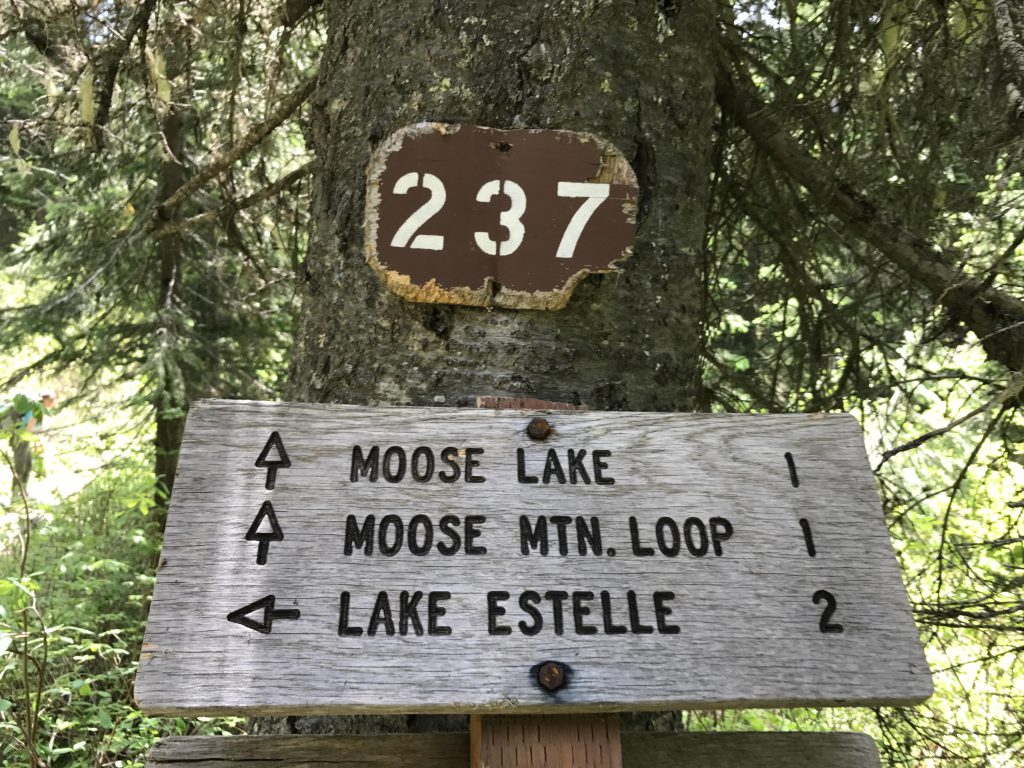 237
MOOSE LAKE 1
MOOSE MTN. LOOP 1
LAKE ESTELLE 2